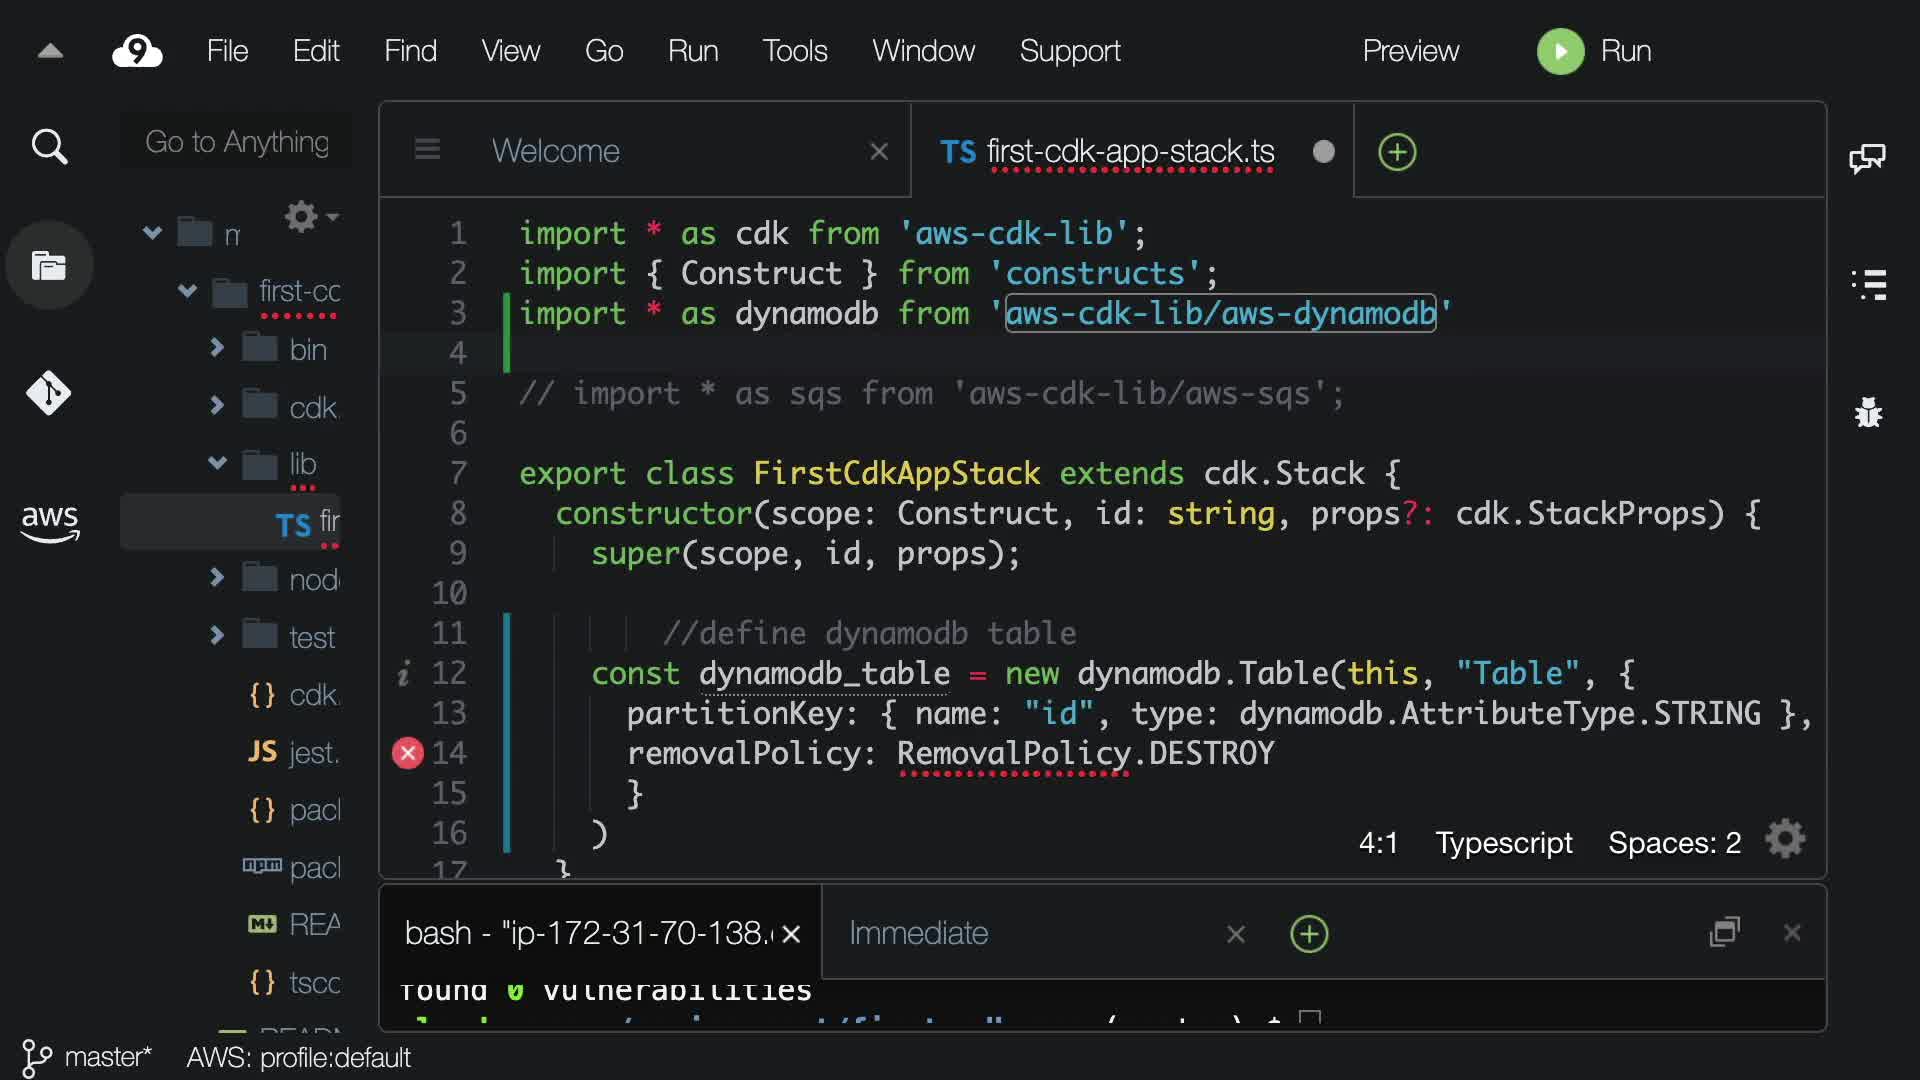 9 File Edit Find View Go Run Tools Window Support Preview Run
Go to Anything
Welcome
TS first-cdk-app-stack.ts
m
first-cc
bin
cdk.
lib
TS fir
nod
test
{} cdk.
JS jest.
{} pack
npm pack
M↓ REA
{} tscc
aws
1 import * as cdk from 'aws-cdk-lib';
2 import { Construct } from 'constructs';
3 import * as dynamodb from 'aws-cdk-lib/aws-dynamodb'
4
5 // import * as sqs from 'aws-cdk-lib/aws-sqs';
6
7 export class FirstCdkAppStack extends cdk.Stack {
8 constructor(scope: Construct, id: string, props?: cdk.StackProps) {
9 super(scope, id, props);
10
11 //define dynamodb table
i 12 const dynamodb_table = new dynamodb.Table(this, "Table", {
13 partitionKey: { name: "id", type: dynamodb.AttributeType.STRING },
14 removalPolicy: RemovalPolicy.DESTROY
15 }
16 )
17 }
4:1 Typescript Spaces: 2
bash - "ip-172-31-70-138.
Immediate
found 0 vulnerabilities
master* AWS: profile:default